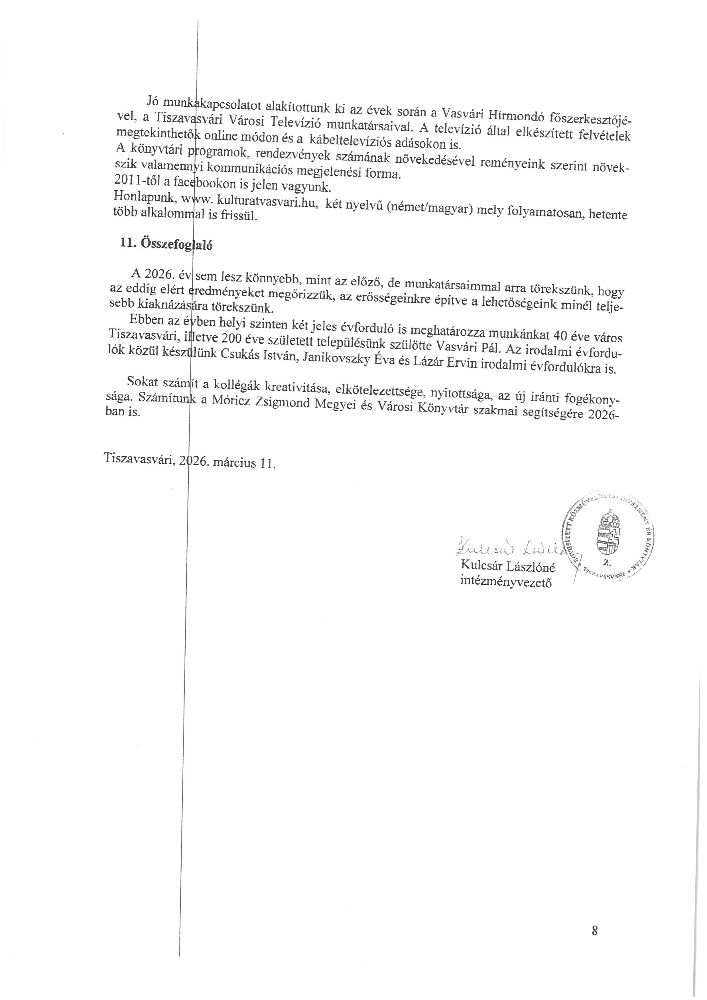 Jó munkakapcsolatot alakítottunk ki az évek során a Vasvári Hírmondó főszerkesztőjé-
vel, a Tiszavasvári Városi Televízió munkatársaival. A televízió által elkészített felvételek
megtekinthetők online módon és a kábeltelevíziós adásokon is.
A könyvtári programok, rendezvények számának növekedésével reményeink szerint növek-
szik valamennyi kommunikációs megjelenési forma.
2011-től a facebookon is jelen vagyunk.
Honlapunk, www. kulturatvasvari.hu, két nyelvű (német/magyar) mely folyamatosan, hetente
több alkalommal is frissül.
11. Összefoglaló
A 2026. év sem lesz könnyebb, mint az előző, de munkatársaimmal arra törekszünk, hogy
az eddig elért eredményeket megőrizzük, az erősségeinkre építve a lehetőségeink minél telje-
sebb kiaknázására törekszünk.
Ebben az évben helyi szinten két jeles évforduló is meghatározza munkánkat 40 éve város
Tiszavasvári, illetve 200 éve született településünk szülötte Vasvári Pál. Az irodalmi évfordu-
lók közül készülünk Csukás István, Janikovszky Éva és Lázár Ervin irodalmi évfordulókra is.
Sokat számít a kollégák kreativitása, elkötelezettsége, nyitottsága, az új iránti fogékony-
sága. Számítunk a Móricz Zsigmond Megyei és Városi Könyvtár szakmai segítségére 2026-
ban is.
Tiszavasvári, 2026. március 11.
EGYESÍTETT KÖZMŰVELŐDÉSI INTÉZMÉNY ÉS KÖNYVTÁR
TISZAVASVÁRI
2.
Kulcsár Lászlóné
intézményvezető
8